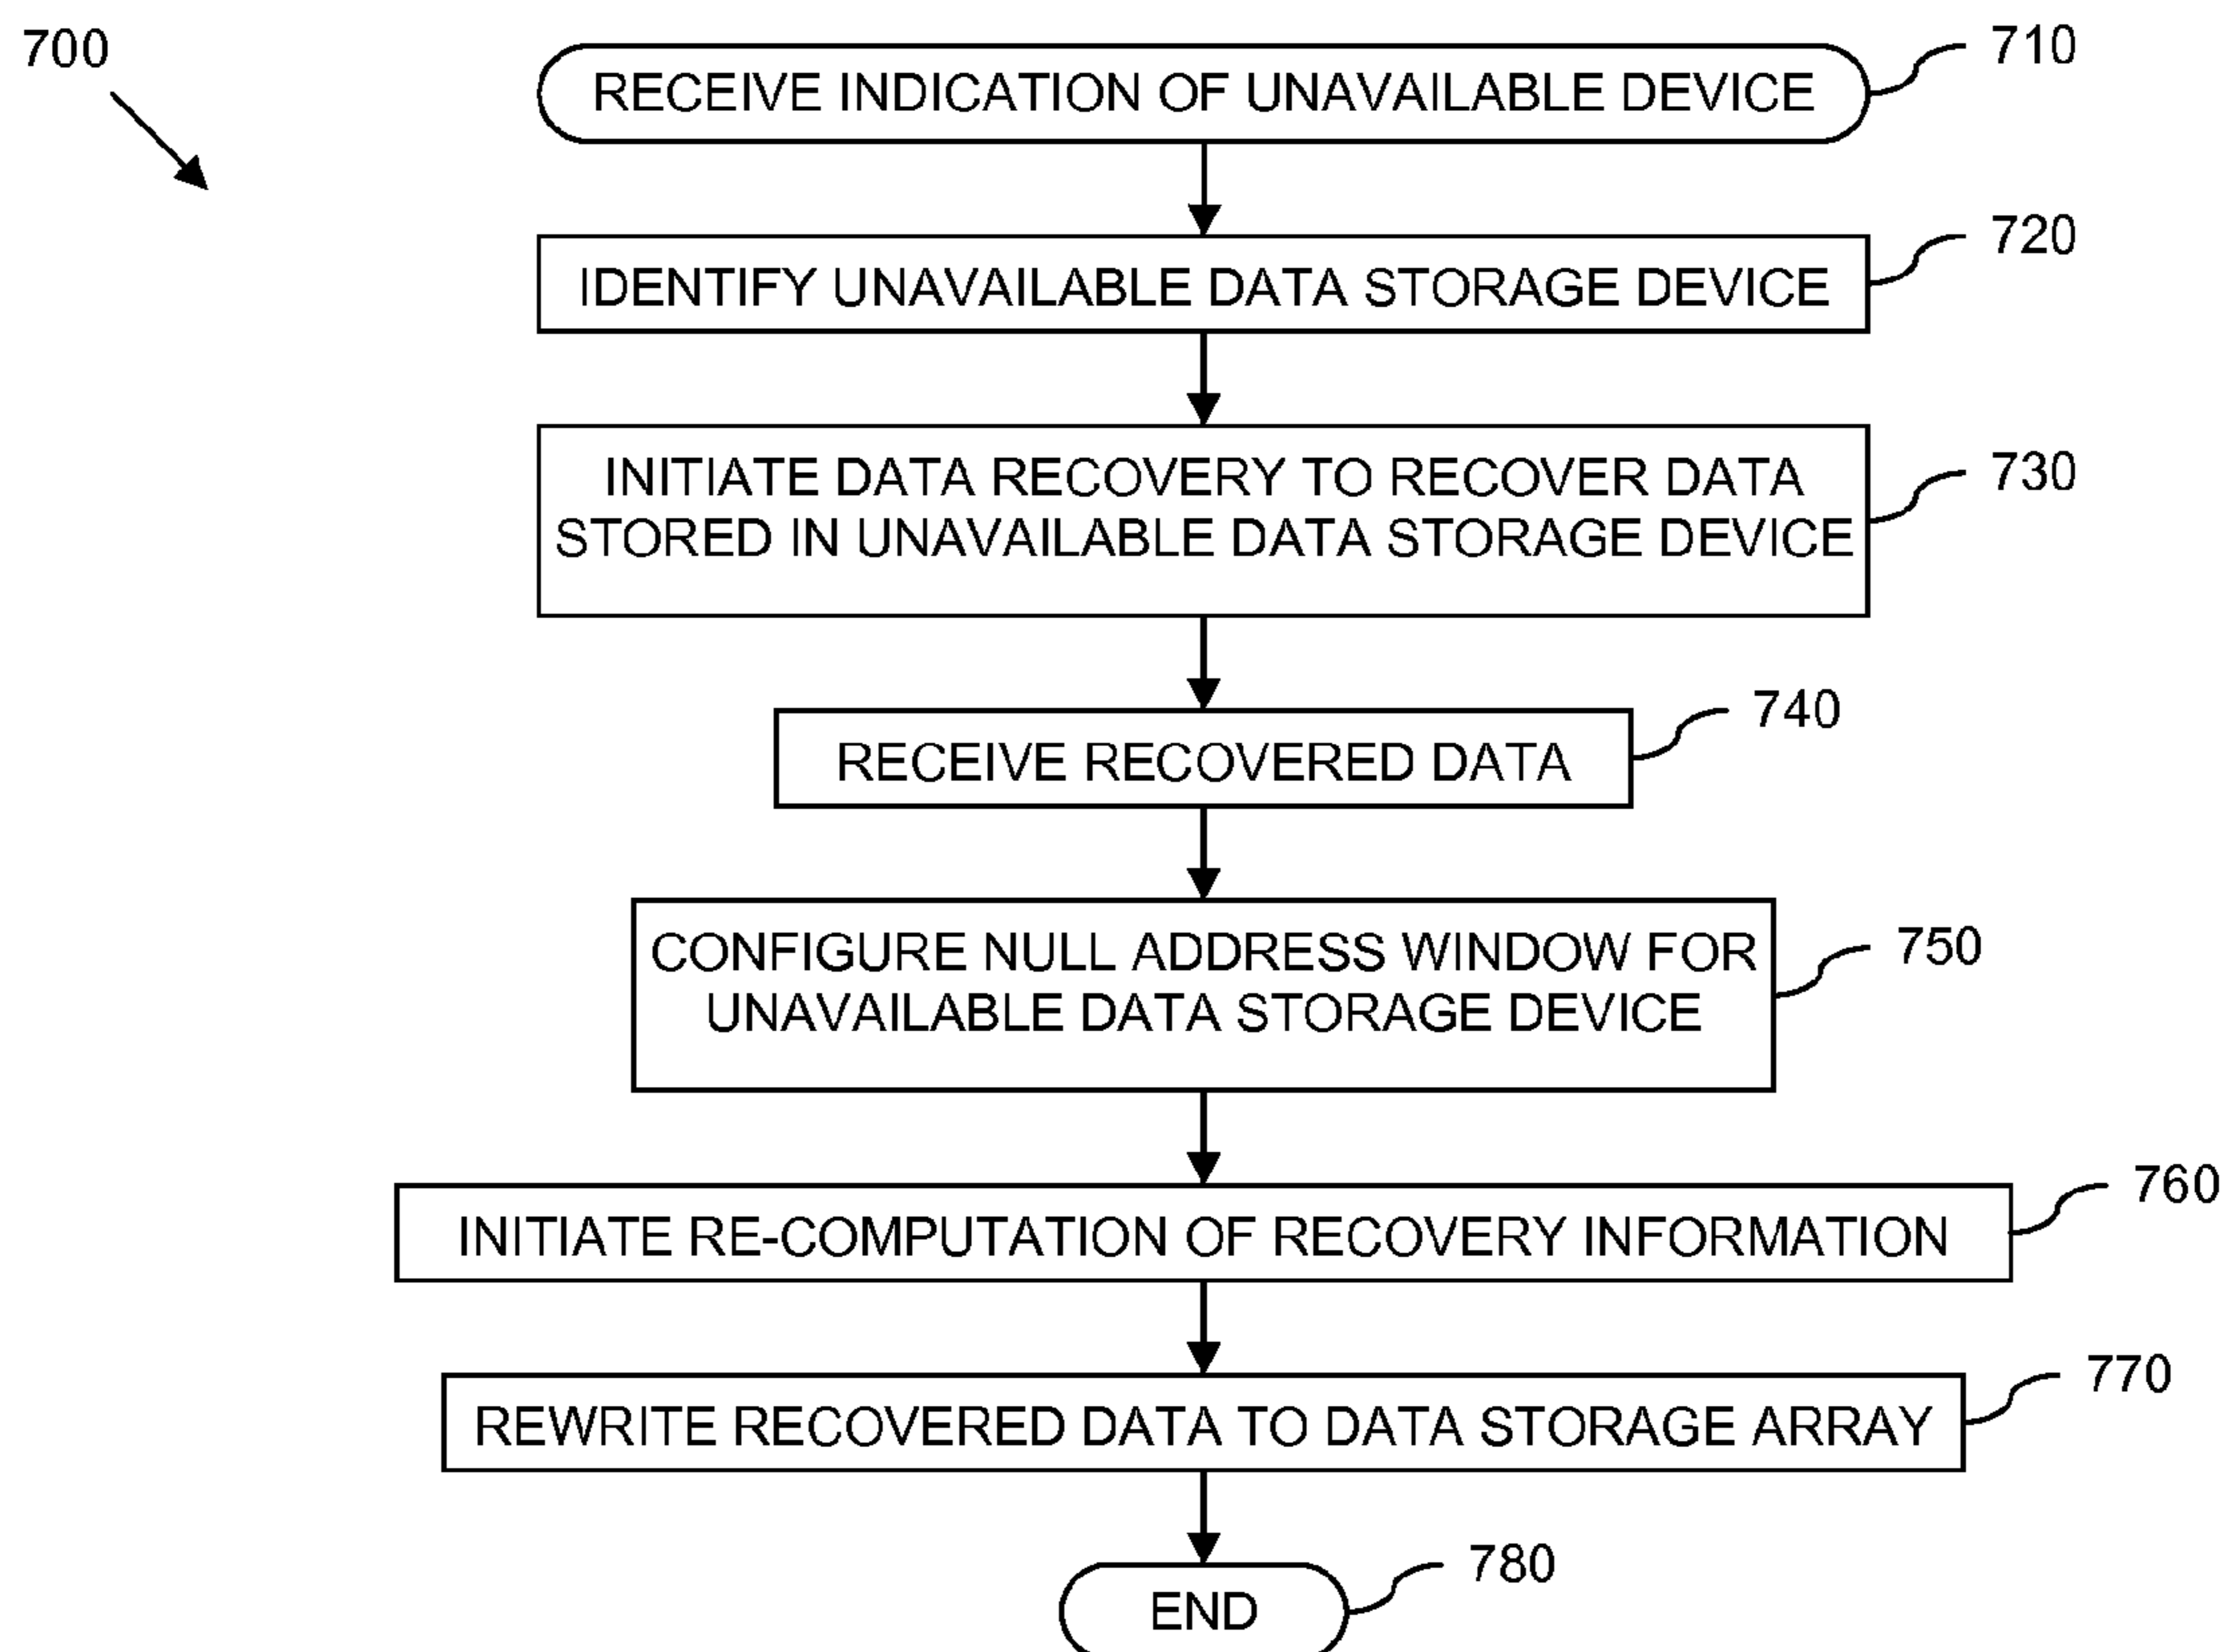 700
RECEIVE INDICATION OF UNAVAILABLE DEVICE
710
IDENTIFY UNAVAILABLE DATA STORAGE DEVICE
720
INITIATE DATA RECOVERY TO RECOVER DATA
STORED IN UNAVAILABLE DATA STORAGE DEVICE
730
RECEIVE RECOVERED DATA
740
CONFIGURE NULL ADDRESS WINDOW FOR
UNAVAILABLE DATA STORAGE DEVICE
750
INITIATE RE-COMPUTATION OF RECOVERY INFORMATION
760
REWRITE RECOVERED DATA TO DATA STORAGE ARRAY
770
END
780